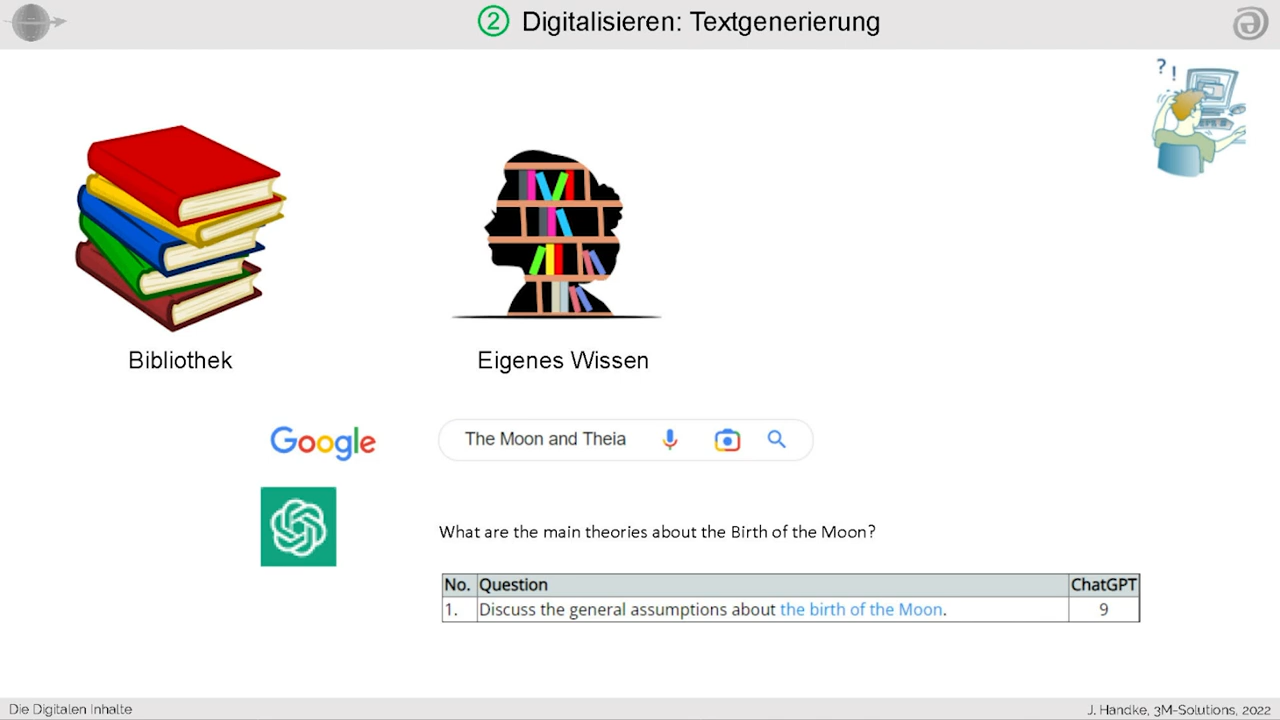 ② Digitalisieren: Textgenerierung
? !
Bibliothek
Eigenes Wissen
Google
The Moon and Theia
What are the main theories about the Birth of the Moon?
No. Question ChatGPT
1. Discuss the general assumptions about the birth of the Moon. 9
Die Digitalen Inhalte
J. Handke, 3M-Solutions, 2022